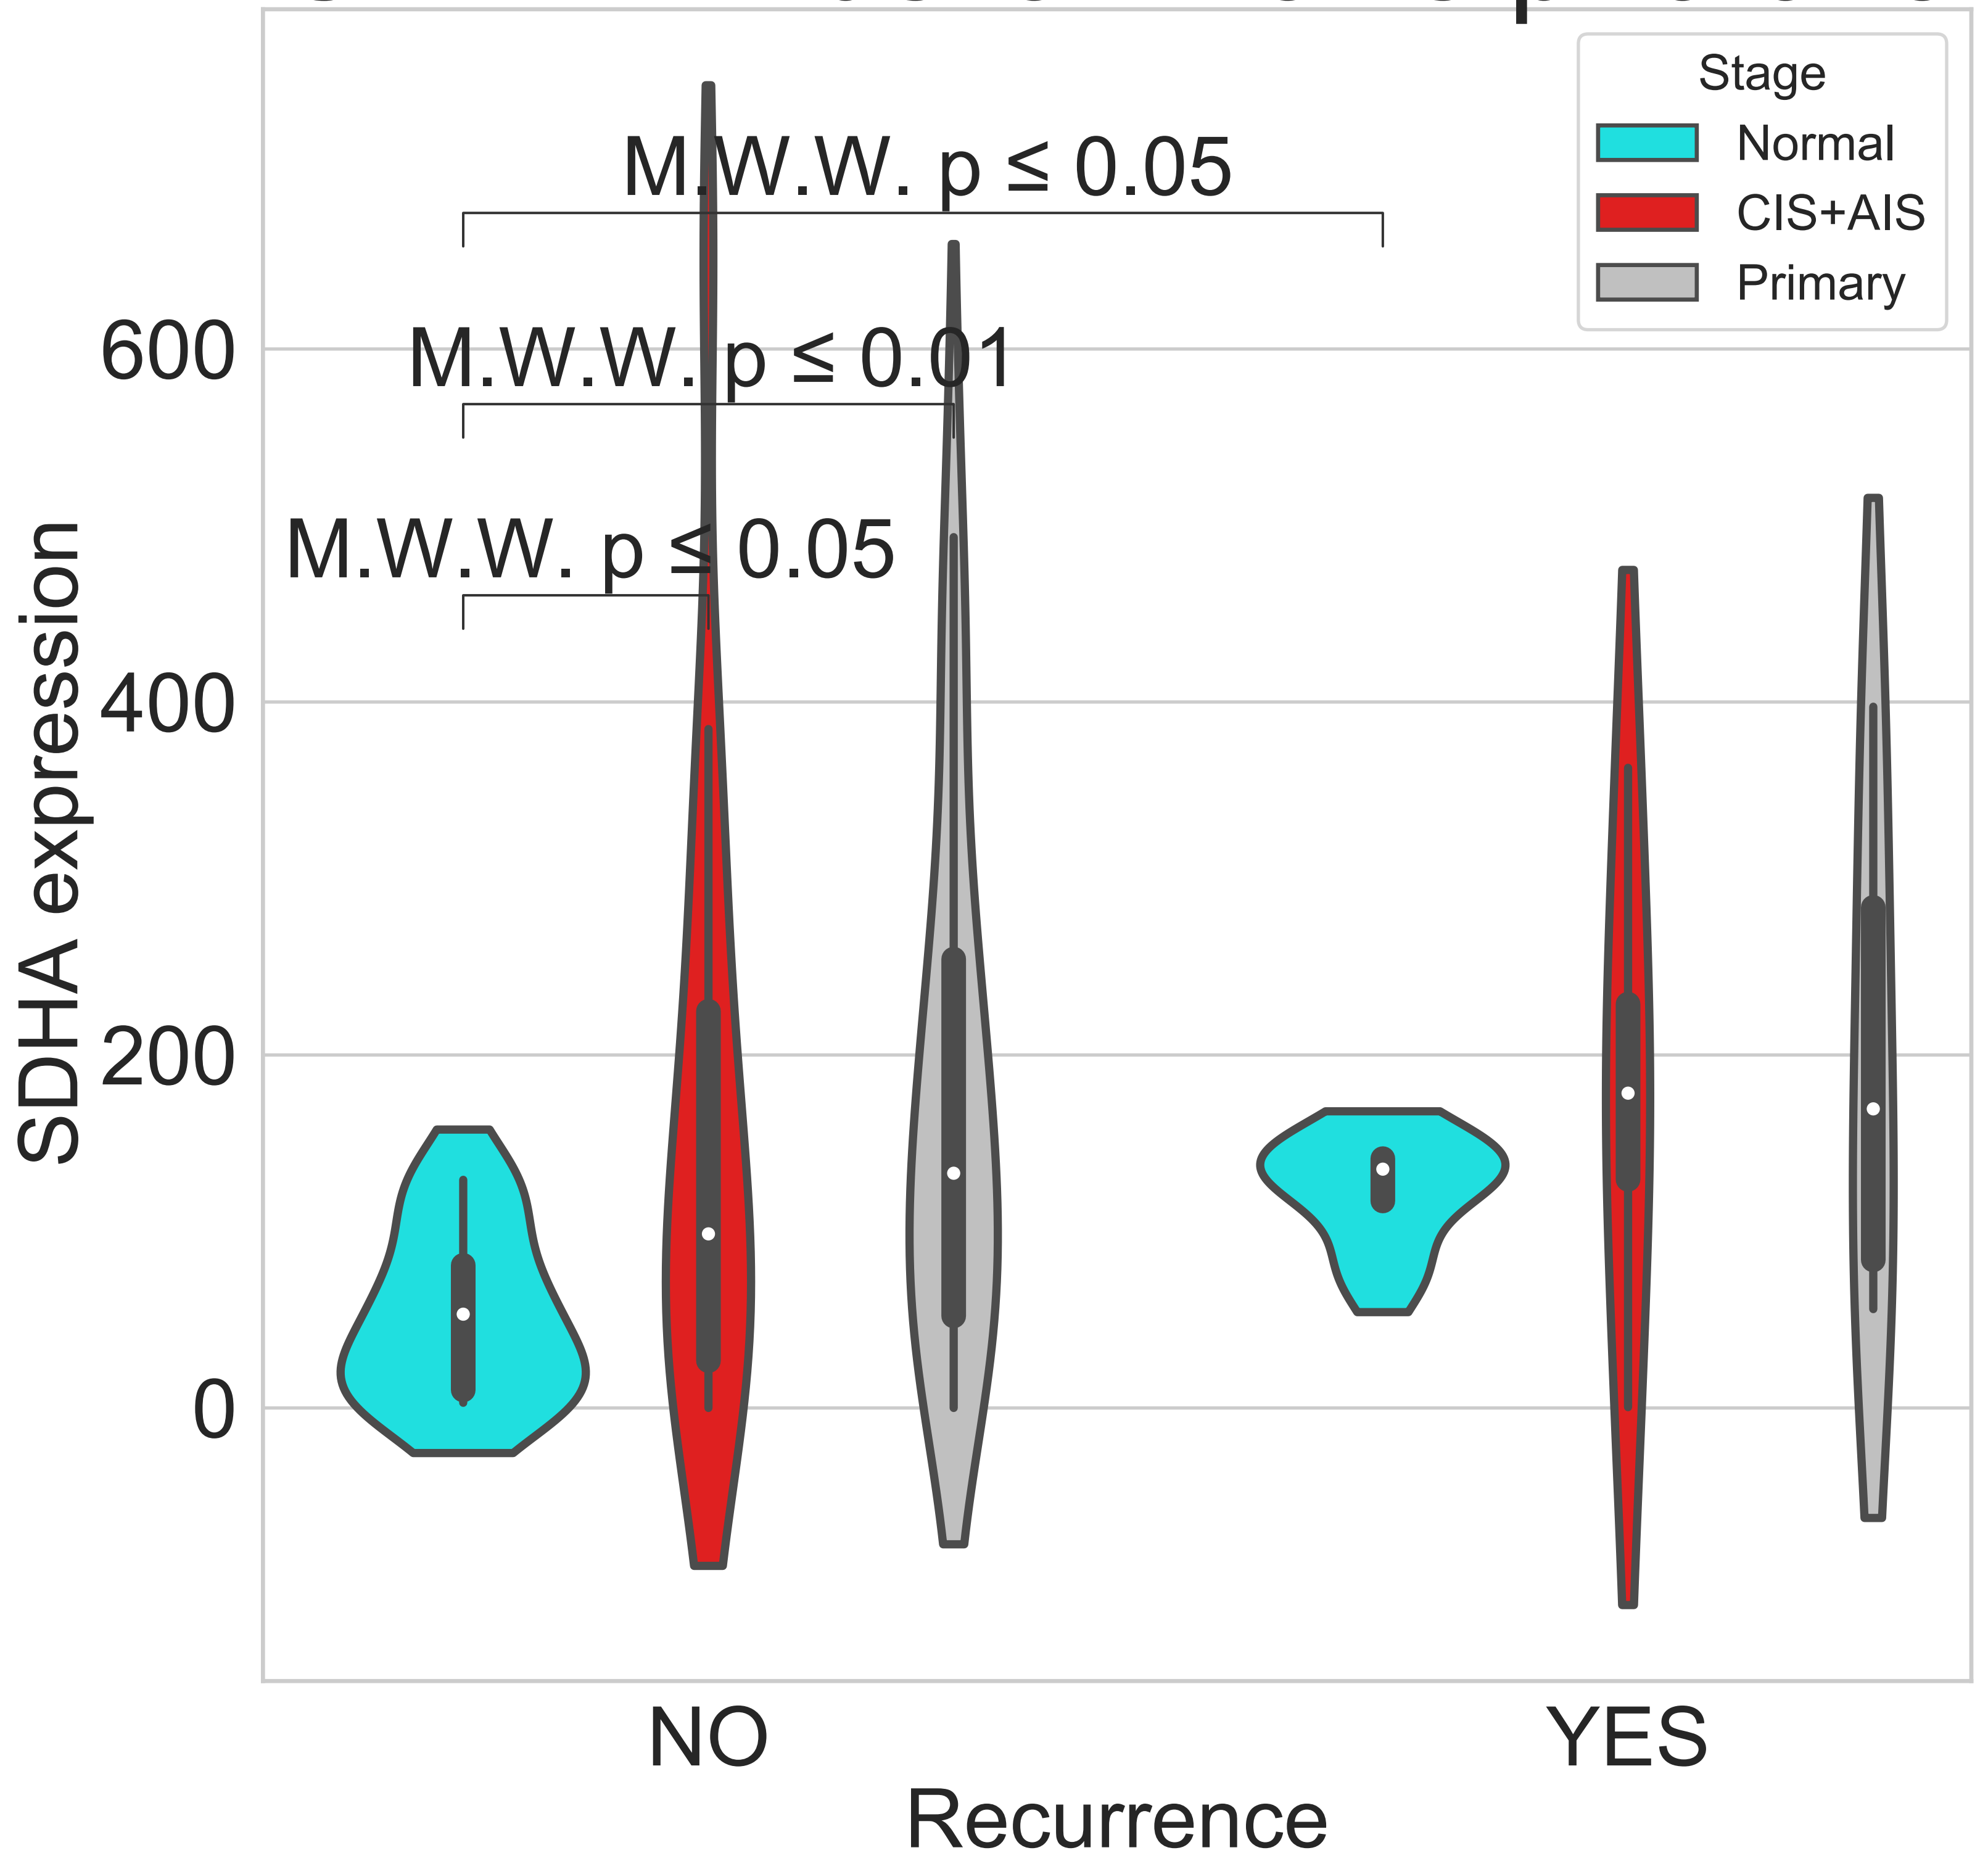 Stage
Normal
CIS+AIS
Primary
M.W.W. p ≤ 0.05
M.W.W. p ≤ 0.01
M.W.W. p ≤ 0.05
SDHA expression
600
400
200
0
NO
YES
Recurrence